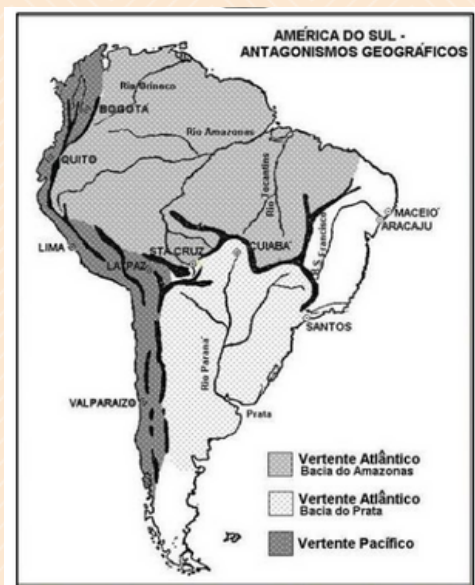 AMÉRICA DO SUL -
ANTAGONISMOS GEOGRÁFICOS
Rio Orineco
BOGOTÁ
Rio Amazonas
QUITO
Rio Tocantins
R. S. Francisco
MACEIÓ
ARACAJU
LIMA
STA. CRUZ
CUIABÁ
LA PAZ
SANTOS
Rio Paraná
VALPARAIZO
Prata
Vertente Atlântico
Bacia do Amazonas
Vertente Atlântico
Bacia do Prata
Vertente Pacífico